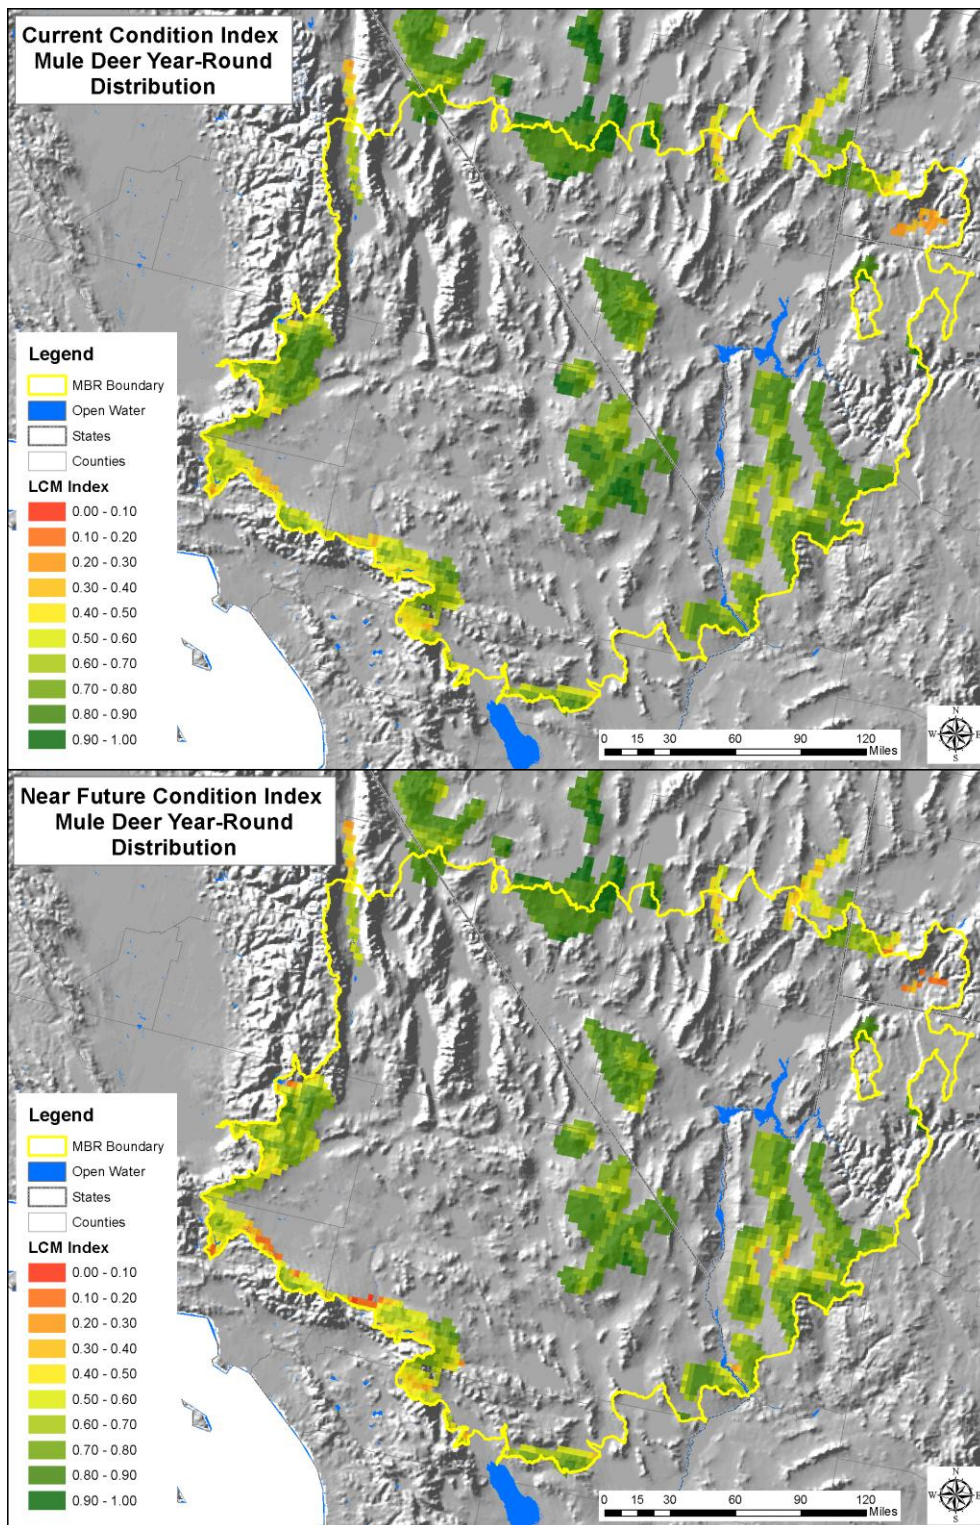 Current Condition Index
Mule Deer Year-Round
Distribution
Legend
MBR Boundary
Open Water
States
Counties
LCM Index
0.00 - 0.10
0.10 - 0.20
0.20 - 0.30
0.30 - 0.40
0.40 - 0.50
0.50 - 0.60
0.60 - 0.70
0.70 - 0.80
0.80 - 0.90
0.90 - 1.00
N
W E
S
0 15 30 60 90 120
Miles
Near Future Condition Index
Mule Deer Year-Round
Distribution
Legend
MBR Boundary
Open Water
States
Counties
LCM Index
0.00 - 0.10
0.10 - 0.20
0.20 - 0.30
0.30 - 0.40
0.40 - 0.50
0.50 - 0.60
0.60 - 0.70
0.70 - 0.80
0.80 - 0.90
0.90 - 1.00
N
W E
S
0 15 30 60 90 120
Miles